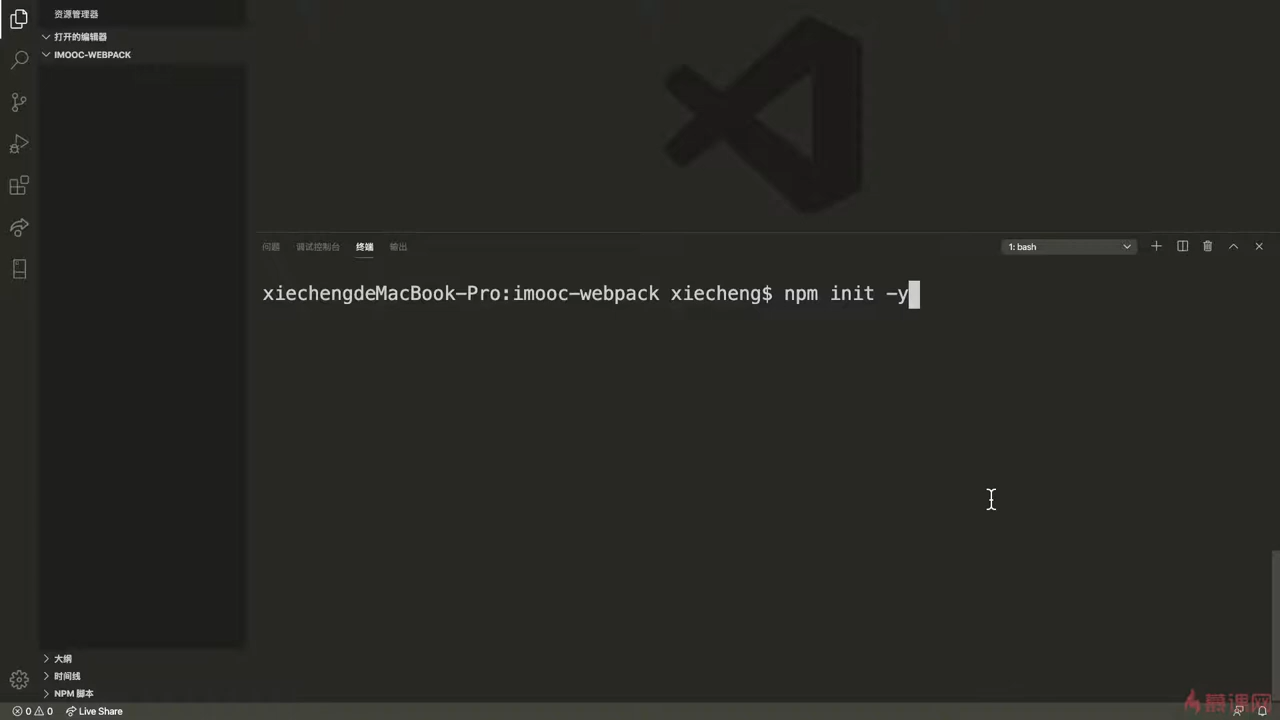 资源管理器
打开的编辑器
IMOOC-WEBPACK
问题 调试控制台 终端 输出
1: bash
xiechengdeMacBook-Pro:imooc-webpack xiecheng$ npm init -y
大纲
时间线
NPM 脚本
0 0 Live Share
慕课网